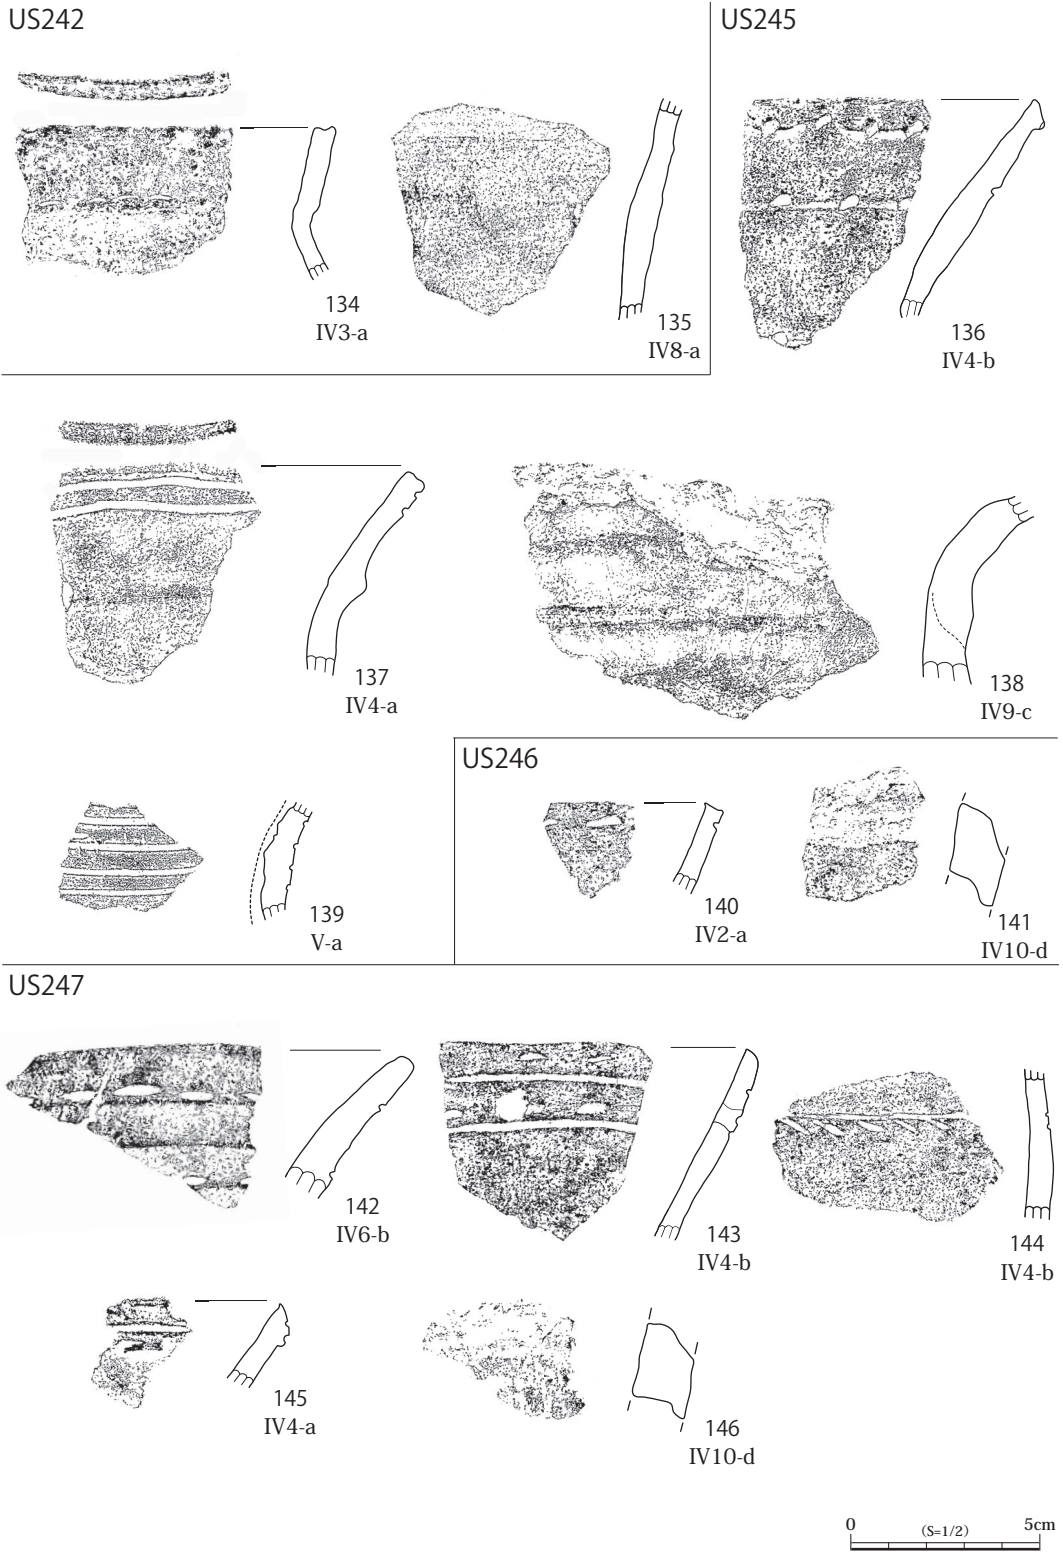 US242
134
IV3-a
135
IV8-a
US245
136
IV4-b
137
IV4-a
138
IV9-c
139
V-a
US246
140
IV2-a
141
IV10-d
US247
142
IV6-b
143
IV4-b
144
IV4-b
145
IV4-a
146
IV10-d
0 (S=1/2) 5cm